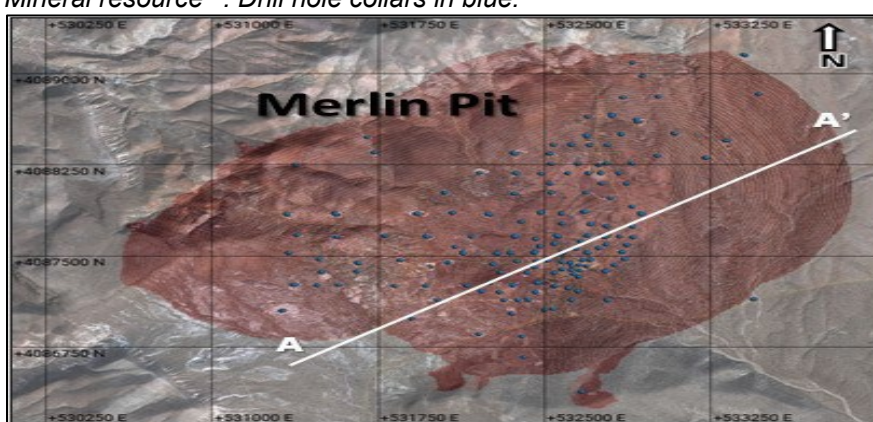 Mineral resource . Drill hole collars in blue.
+530250 E +531000 E +531750 E +532500 E +533250 E
N
+4089000 N
Merlin Pit
A'
+4088250 N
+4087500 N
A
+4086750 N
+530250 E +531000 E +531750 E +532500 E +533250 E